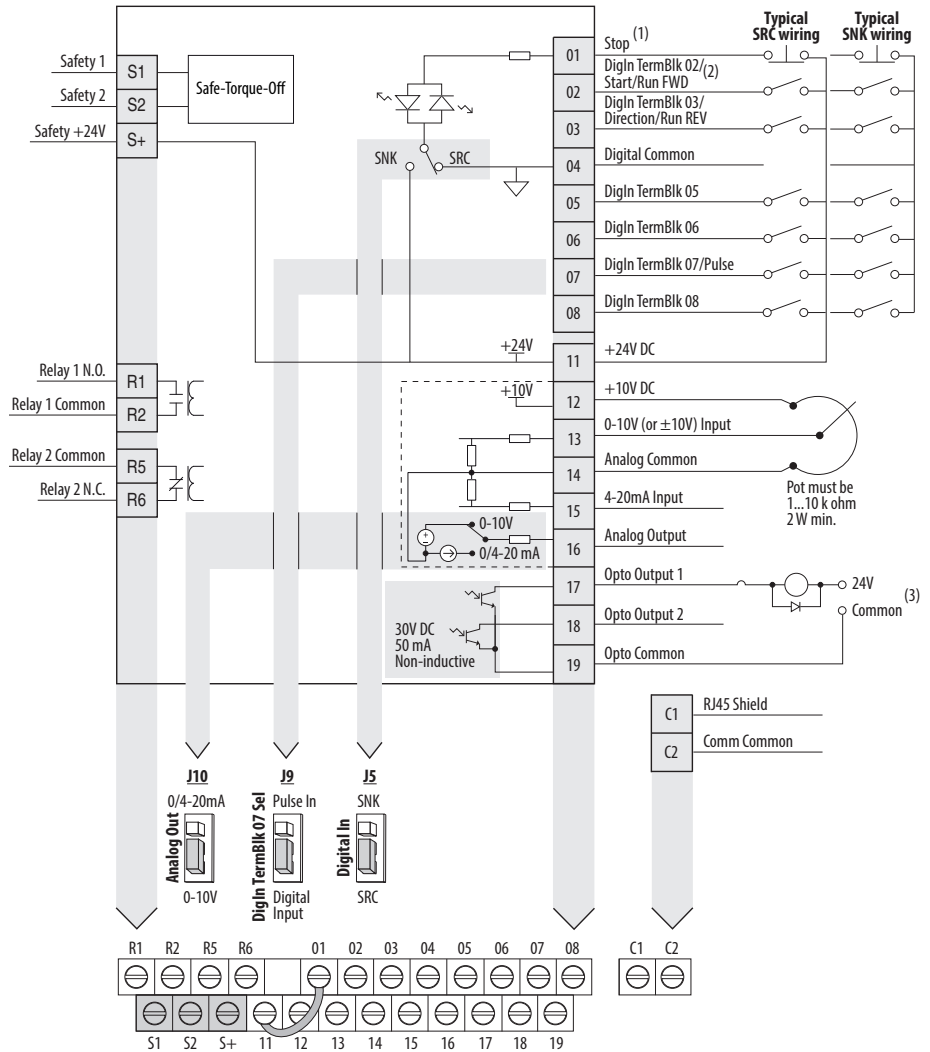 Typical
SRC wiring
Typical
SNK wiring
Safety 1
S1
Safety 2
S2
Safety +24V
S+
Safe-Torque-Off
SNK
SRC
01
Stop (1)
02
DigIn TermBlk 02/
Start/Run FWD (2)
03
DigIn TermBlk 03/
Direction/Run REV
04
Digital Common
05
DigIn TermBlk 05
06
DigIn TermBlk 06
07
DigIn TermBlk 07/Pulse
08
DigIn TermBlk 08
+24V
11
+24V DC
+10V
12
+10V DC
13
0-10V (or ±10V) Input
14
Analog Common
15
4-20mA Input
16
Analog Output
Pot must be
1...10 k ohm
2 W min.
Relay 1 N.O.
R1
Relay 1 Common
R2
Relay 2 Common
R5
Relay 2 N.C.
R6
0-10V
+
-
0/4-20 mA
17
Opto Output 1
18
Opto Output 2
19
Opto Common
24V
Common (3)
30V DC
50 mA
Non-inductive
C1
RJ45 Shield
C2
Comm Common
J10
0/4-20mA
Analog Out
0-10V
J9
Pulse In
DigIn TermBlk 07 Sel
Digital
Input
J5
SNK
Digital In
SRC
R1 R2 R5 R6 01 02 03 04 05 06 07 08 C1 C2
S1 S2 S+ 11 12 13 14 15 16 17 18 19